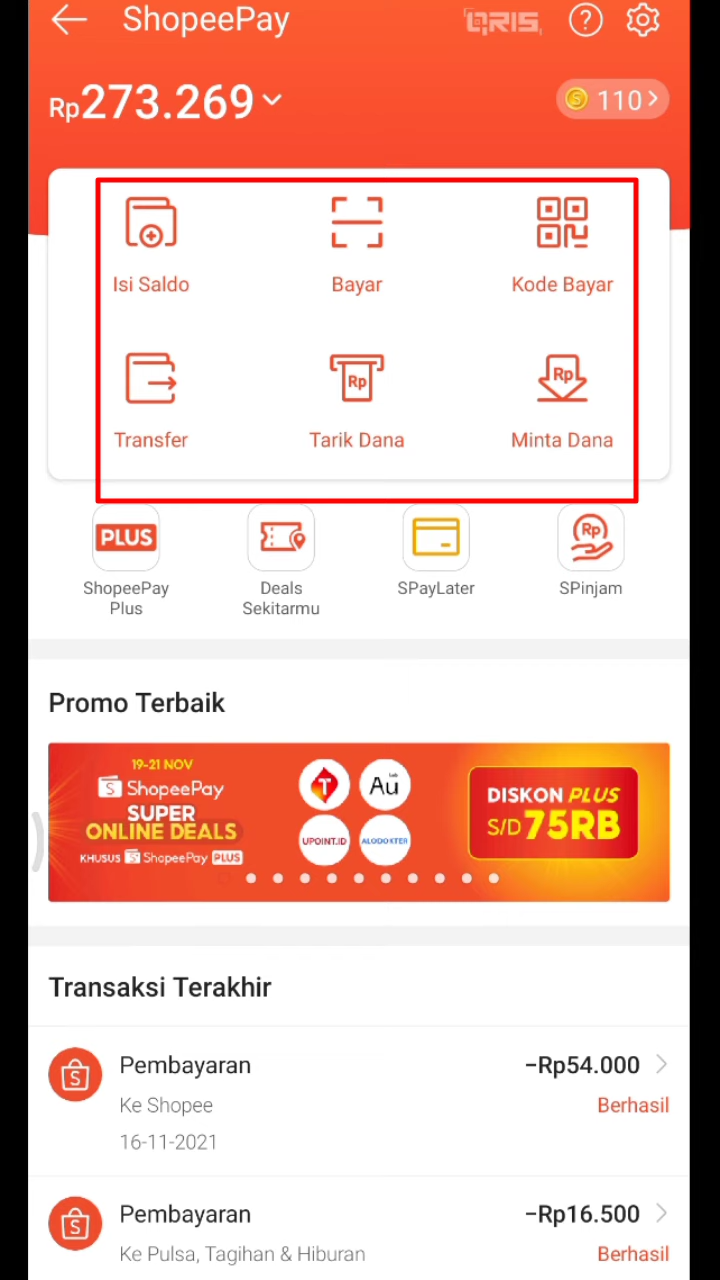 ShopeePay
QRIS
Rp273.269
110
Isi Saldo
Bayar
Kode Bayar
Rp
Rp
Transfer
Tarik Dana
Minta Dana
PLUS
Rp
ShopeePay
Plus
Deals
Sekitarmu
SPayLater
SPinjam
Promo Terbaik
19-21 NOV
ShopeePay
SUPER
ONLINE DEALS
KHUSUS ShopeePay PLUS
T
Au
UPOINT.ID
ALODOKTER
DISKON PLUS
S/D 75RB
Transaksi Terakhir
Pembayaran
-Rp54.000
Ke Shopee
Berhasil
16-11-2021
Pembayaran
-Rp16.500
Ke Pulsa, Tagihan & Hiburan
Berhasil